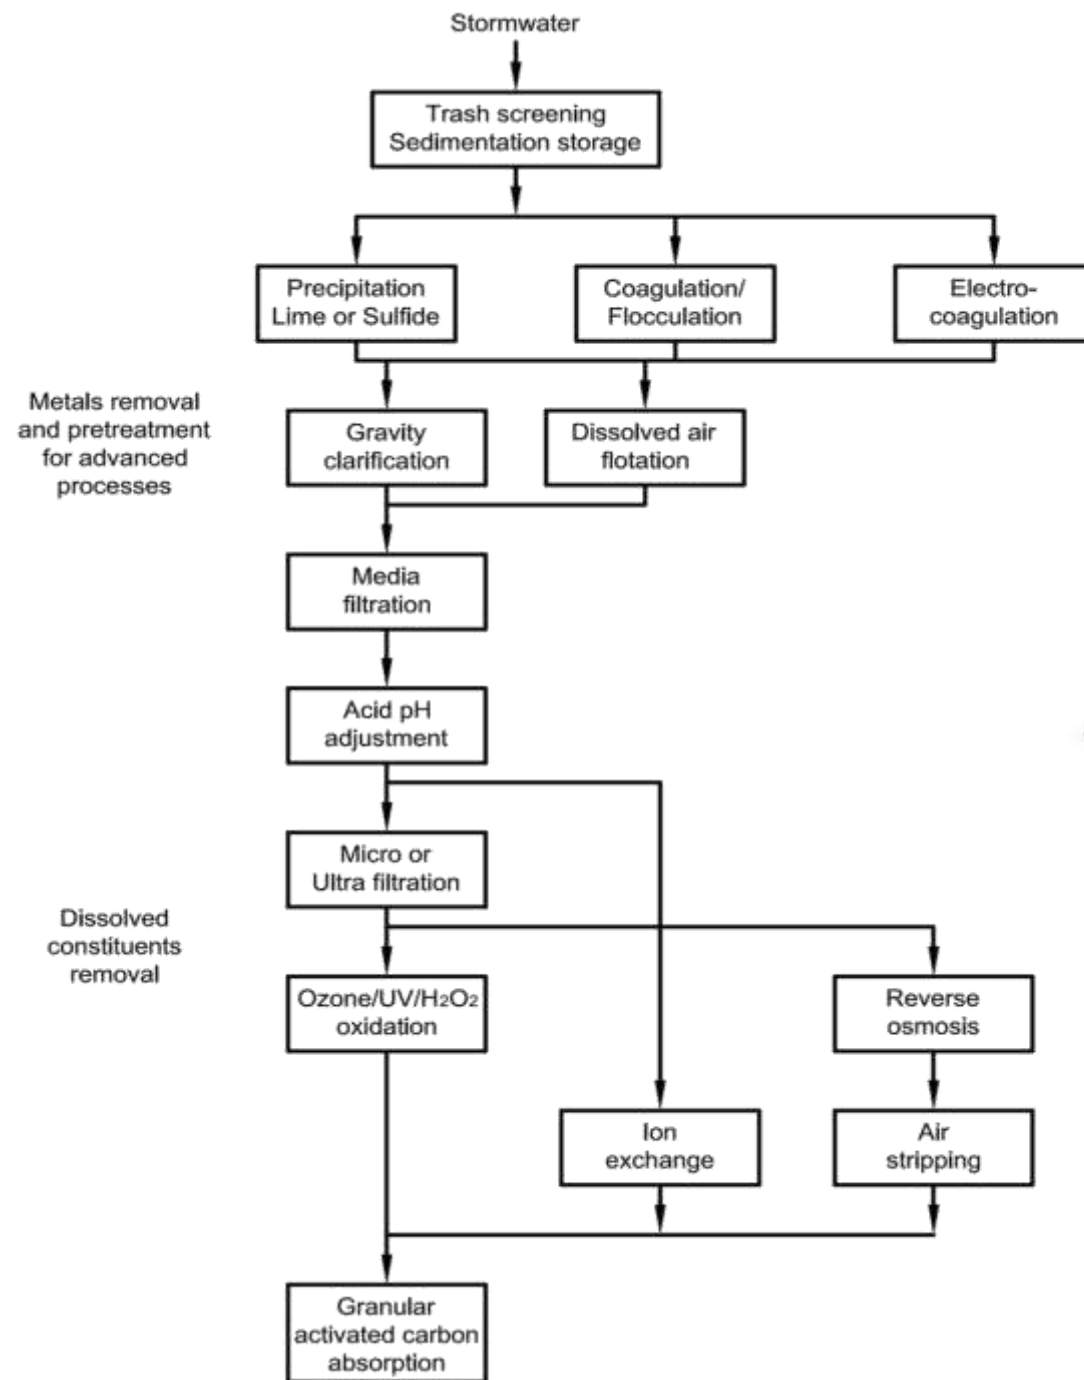 Stormwater
Trash screening
Sedimentation storage
Precipitation
Lime or Sulfide
Coagulation/
Flocculation
Electro-
coagulation
Metals removal
and pretreatment
for advanced
processes
Gravity
clarification
Dissolved air
flotation
Media
filtration
Acid pH
adjustment
Micro or
Ultra filtration
Dissolved
constituents
removal
Ozone/UV/H₂O₂
oxidation
Reverse
osmosis
Ion
exchange
Air
stripping
Granular
activated carbon
absorption